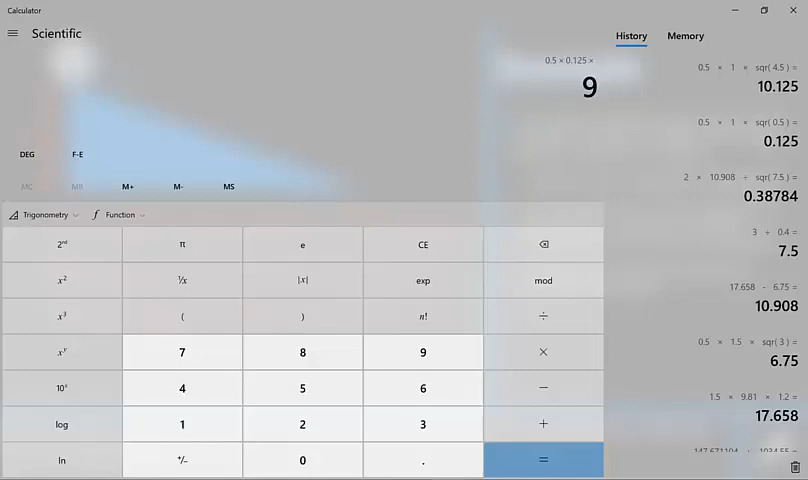 Calculator
Scientific
0.5 × 0.125 ×
9
DEG
F-E
MC
MR
M+
M-
MS
Trigonometry
f Function
2nd
π
e
CE
x²
¹/x
|x|
exp
mod
x³
(
)
n!
÷
xʸ
7
8
9
×
10ˣ
4
5
6
−
log
1
2
3
+
ln
+/−
0
.
=
History
Memory
0.5 × 1 × sqr( 4.5 ) =
10.125
0.5 × 1 × sqr( 0.5 ) =
0.125
2 × 10.908 ÷ sqr( 7.5 ) =
0.38784
3 ÷ 0.4 =
7.5
17.658 - 6.75 =
10.908
0.5 × 1.5 × sqr( 3 ) =
6.75
1.5 × 9.81 × 1.2 =
17.658